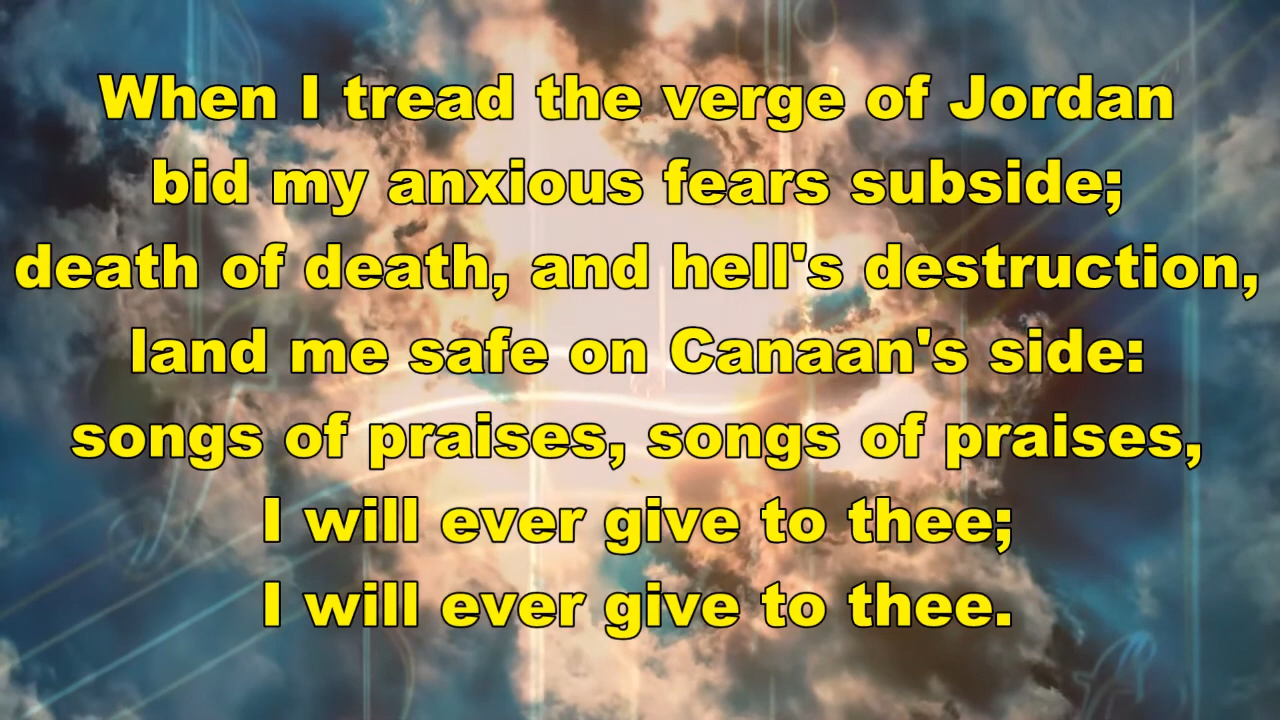 When I tread the verge of Jordan
bid my anxious fears subside;
death of death, and hell's destruction,
land me safe on Canaan's side:
songs of praises, songs of praises,
I will ever give to thee;
I will ever give to thee.